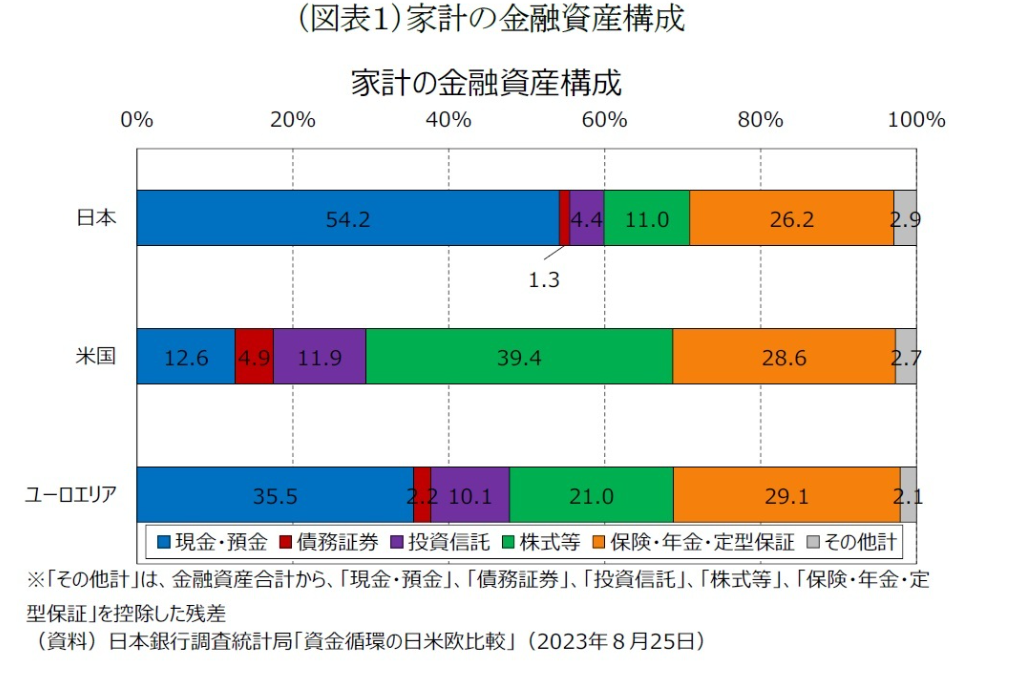 (図表1)家計の金融資産構成
家計の金融資産構成
0% 20% 40% 60% 80% 100%
日本 54.2 4.4 11.0 26.2 2.9
1.3
米国 12.6 4.9 11.9 39.4 28.6 2.7
ユーロエリア 35.5 2.2 10.1 21.0 29.1 2.1
現金・預金 債務証券 投資信託 株式等 保険・年金・定型保証 その他計
※「その他計」は、金融資産合計から、「現金・預金」、「債務証券」、「投資信託」、「株式等」、「保険・年金・定
型保証」を控除した残差
（資料）日本銀行調査統計局「資金循環の日米欧比較」（2023年８月25日）